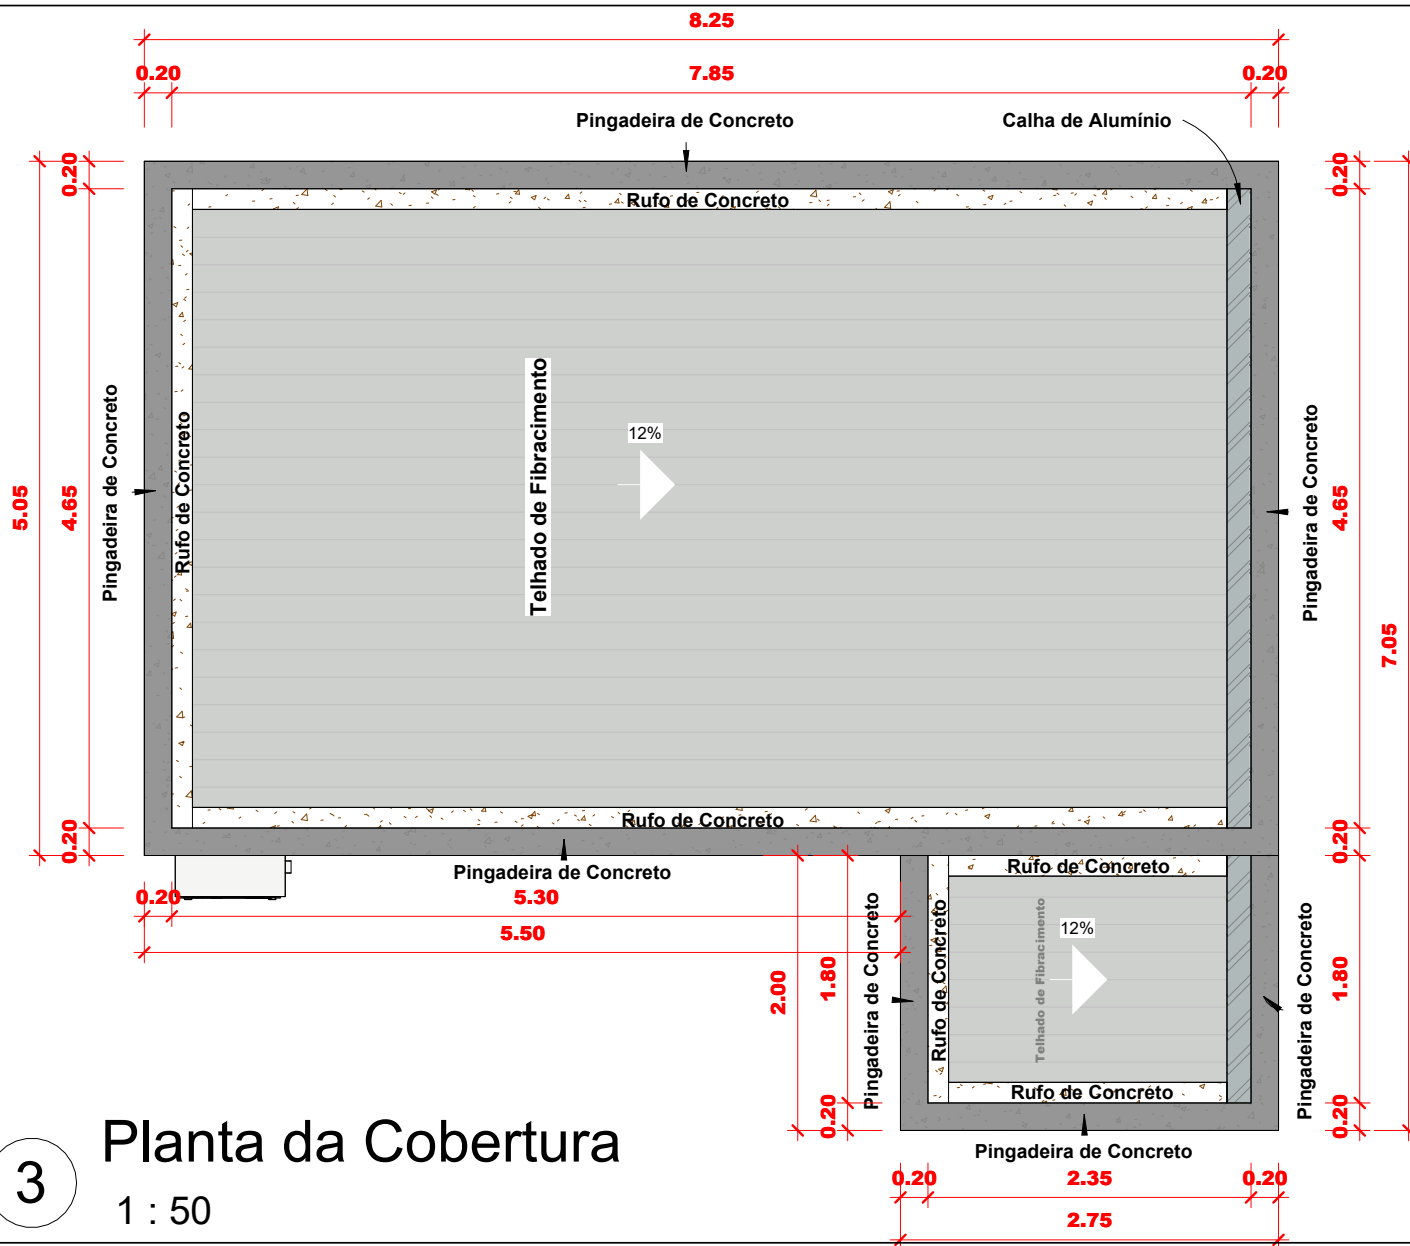 8.25
0.20
7.85
0.20
Pingadeira de Concreto
Calha de Alumínio
0.20
0.20
Rufo de Concreto
Telhado de Fibracimento
12%
Pingadeira de Concreto
Rufo de Concreto
Pingadeira de Concreto
5.05
4.65
4.65
7.05
0.20
Rufo de Concreto
0.20
Pingadeira de Concreto
Rufo de Concreto
0.20
5.30
5.50
Pingadeira de Concreto
Rufo de Concreto
Telhado de Fibracimento
12%
Pingadeira de Concreto
2.00
1.80
1.80
Rufo de Concreto
0.20
0.20
Pingadeira de Concreto
0.20
2.35
0.20
2.75
3
Planta da Cobertura
1 : 50